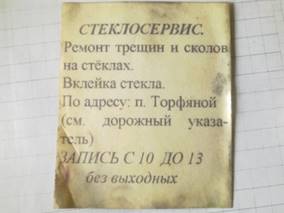 СТЕКЛОСЕРВИС.
Ремонт трещин и сколов
на стёклах.
Вклейка стекла.
По адресу: п. Торфяной
(см. дорожный указа-
тель)
ЗАПИСЬ С 10 ДО 13
без выходных